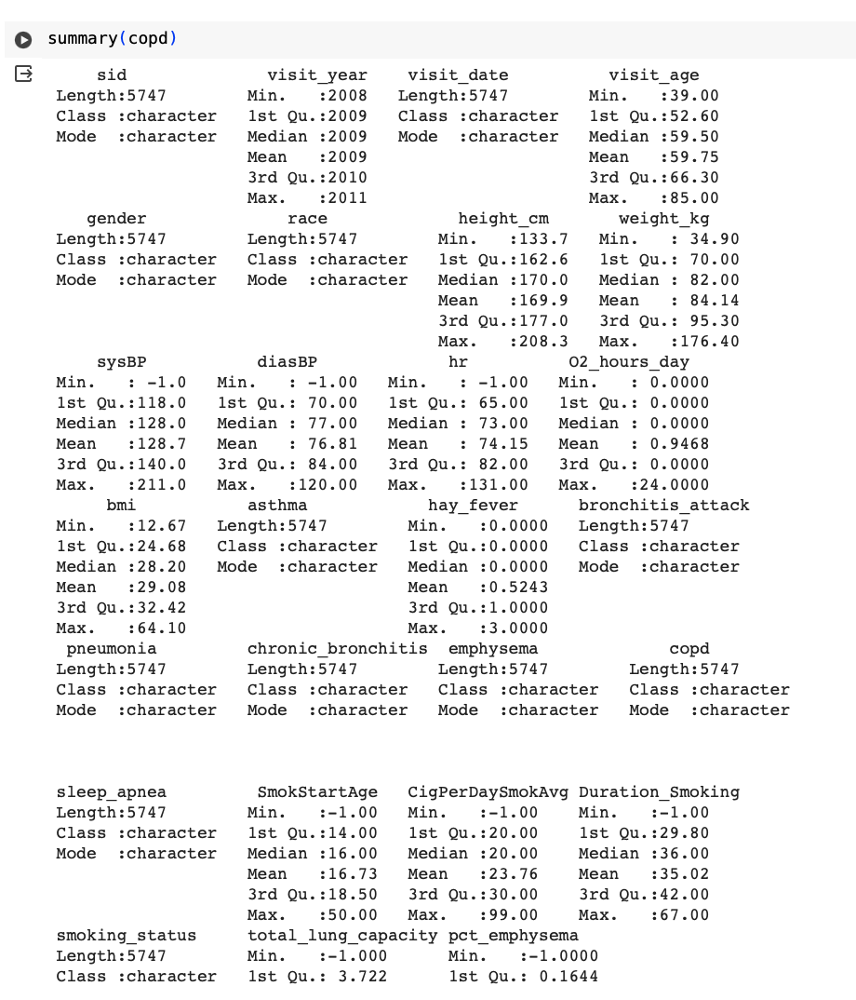 summary(copd)
sid visit_year visit_date visit_age
Length:5747 Min. :2008 Length:5747 Min. :39.00
Class :character 1st Qu.:2009 Class :character 1st Qu.:52.60
Mode :character Median :2009 Mode :character Median :59.50
Mean :2009 Mean :59.75
3rd Qu.:2010 3rd Qu.:66.30
Max. :2011 Max. :85.00
gender race height_cm weight_kg
Length:5747 Length:5747 Min. :133.7 Min. : 34.90
Class :character Class :character 1st Qu.:162.6 1st Qu.: 70.00
Mode :character Mode :character Median :170.0 Median : 82.00
Mean :169.9 Mean : 84.14
3rd Qu.:177.0 3rd Qu.: 95.30
Max. :208.3 Max. :176.40
sysBP diasBP hr O2_hours_day
Min. : -1.0 Min. : -1.00 Min. : -1.00 Min. : 0.0000
1st Qu.:118.0 1st Qu.: 70.00 1st Qu.: 65.00 1st Qu.: 0.0000
Median :128.0 Median : 77.00 Median : 73.00 Median : 0.0000
Mean :128.7 Mean : 76.81 Mean : 74.15 Mean : 0.9468
3rd Qu.:140.0 3rd Qu.: 84.00 3rd Qu.: 82.00 3rd Qu.: 0.0000
Max. :211.0 Max. :120.00 Max. :131.00 Max. :24.0000
bmi asthma hay_fever bronchitis_attack
Min. :12.67 Length:5747 Min. :0.0000 Length:5747
1st Qu.:24.68 Class :character 1st Qu.:0.0000 Class :character
Median :28.20 Mode :character Median :0.0000 Mode :character
Mean :29.08 Mean :0.5243
3rd Qu.:32.42 3rd Qu.:1.0000
Max. :64.10 Max. :3.0000
pneumonia chronic_bronchitis emphysema copd
Length:5747 Length:5747 Length:5747 Length:5747
Class :character Class :character Class :character Class :character
Mode :character Mode :character Mode :character Mode :character
sleep_apnea SmokStartAge CigPerDaySmokAvg Duration_Smoking
Length:5747 Min. :-1.00 Min. :-1.00 Min. :-1.00
Class :character 1st Qu.:14.00 1st Qu.:20.00 1st Qu.:29.80
Mode :character Median :16.00 Median :20.00 Median :36.00
Mean :16.73 Mean :23.76 Mean :35.02
3rd Qu.:18.50 3rd Qu.:30.00 3rd Qu.:42.00
Max. :50.00 Max. :99.00 Max. :67.00
smoking_status total_lung_capacity pct_emphysema
Length:5747 Min. :-1.000 Min. :-1.0000
Class :character 1st Qu.: 3.722 1st Qu.: 0.1644